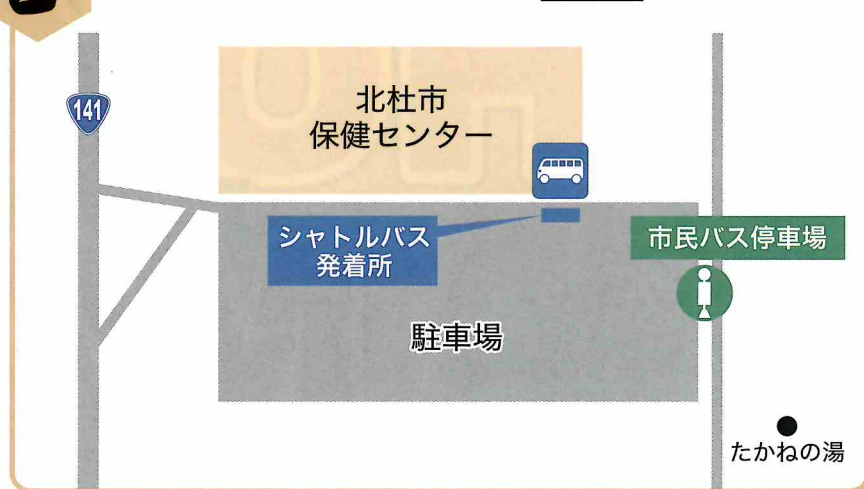 141
北杜市
保健センター
シャトルバス
発着所
市民バス停車場
駐車場
たかねの湯